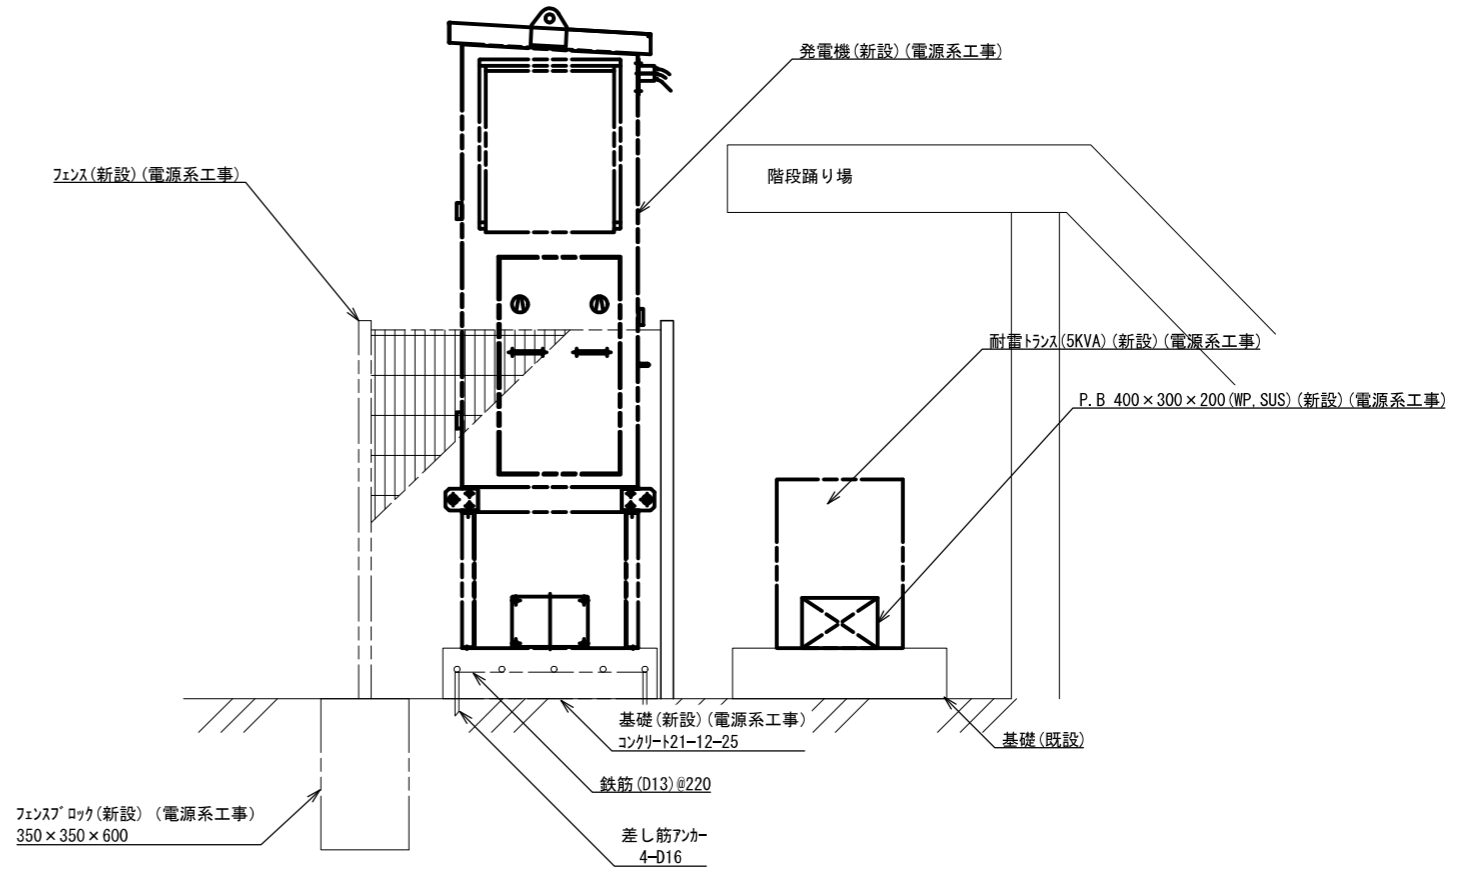 発電機(新設)(電源系工事)
フェンス(新設)(電源系工事)
階段踊り場
耐雷トランス(5KVA)(新設)(電源系工事)
P.B 400×300×200(WP,SUS)(新設)(電源系工事)
基礎(新設)(電源系工事)
コンクリート21-12-25
基礎(既設)
鉄筋(D13)@220
フェンスブロック(新設) (電源系工事)
350×350×600
差し筋アンカー
4-D16